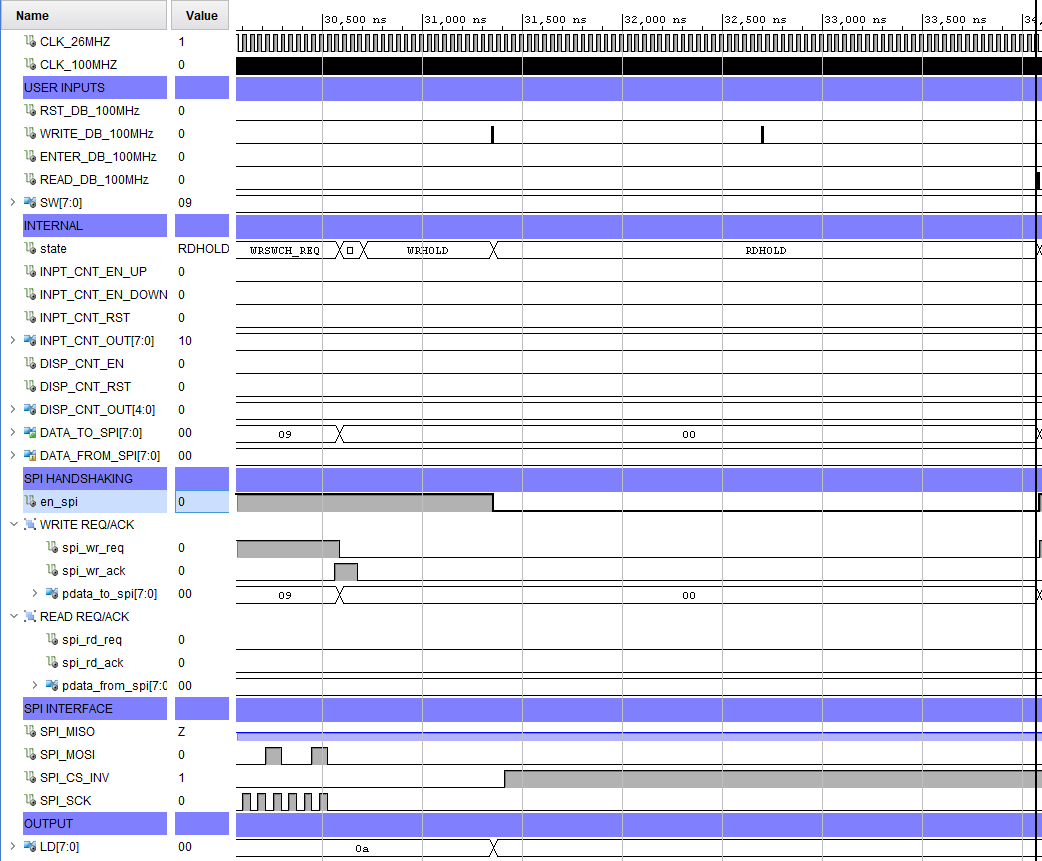 Name Value
30,500 ns 31,000 ns 31,500 ns 32,000 ns 32,500 ns 33,000 ns 33,500 ns 34,
CLK_26MHZ 1
CLK_100MHZ 0
USER INPUTS
RST_DB_100MHz 0
WRITE_DB_100MHz 0
ENTER_DB_100MHz 0
READ_DB_100MHz 0
SW[7:0] 09
INTERNAL
state RDHOLD WRSWCH_REQ WRHOLD RDHOLD
INPT_CNT_EN_UP 0
INPT_CNT_EN_DOWN 0
INPT_CNT_RST 0
INPT_CNT_OUT[7:0] 10
DISP_CNT_EN 0
DISP_CNT_RST 0
DISP_CNT_OUT[4:0] 0
DATA_TO_SPI[7:0] 00 09 00
DATA_FROM_SPI[7:0] 00
SPI HANDSHAKING
en_spi 0
WRITE REQ/ACK
spi_wr_req 0
spi_wr_ack 0
pdata_to_spi[7:0] 00 09 00
READ REQ/ACK
spi_rd_req 0
spi_rd_ack 0
pdata_from_spi[7:0 00
SPI INTERFACE
SPI_MISO Z
SPI_MOSI 0
SPI_CS_INV 1
SPI_SCK 0
OUTPUT
LD[7:0] 00 0a